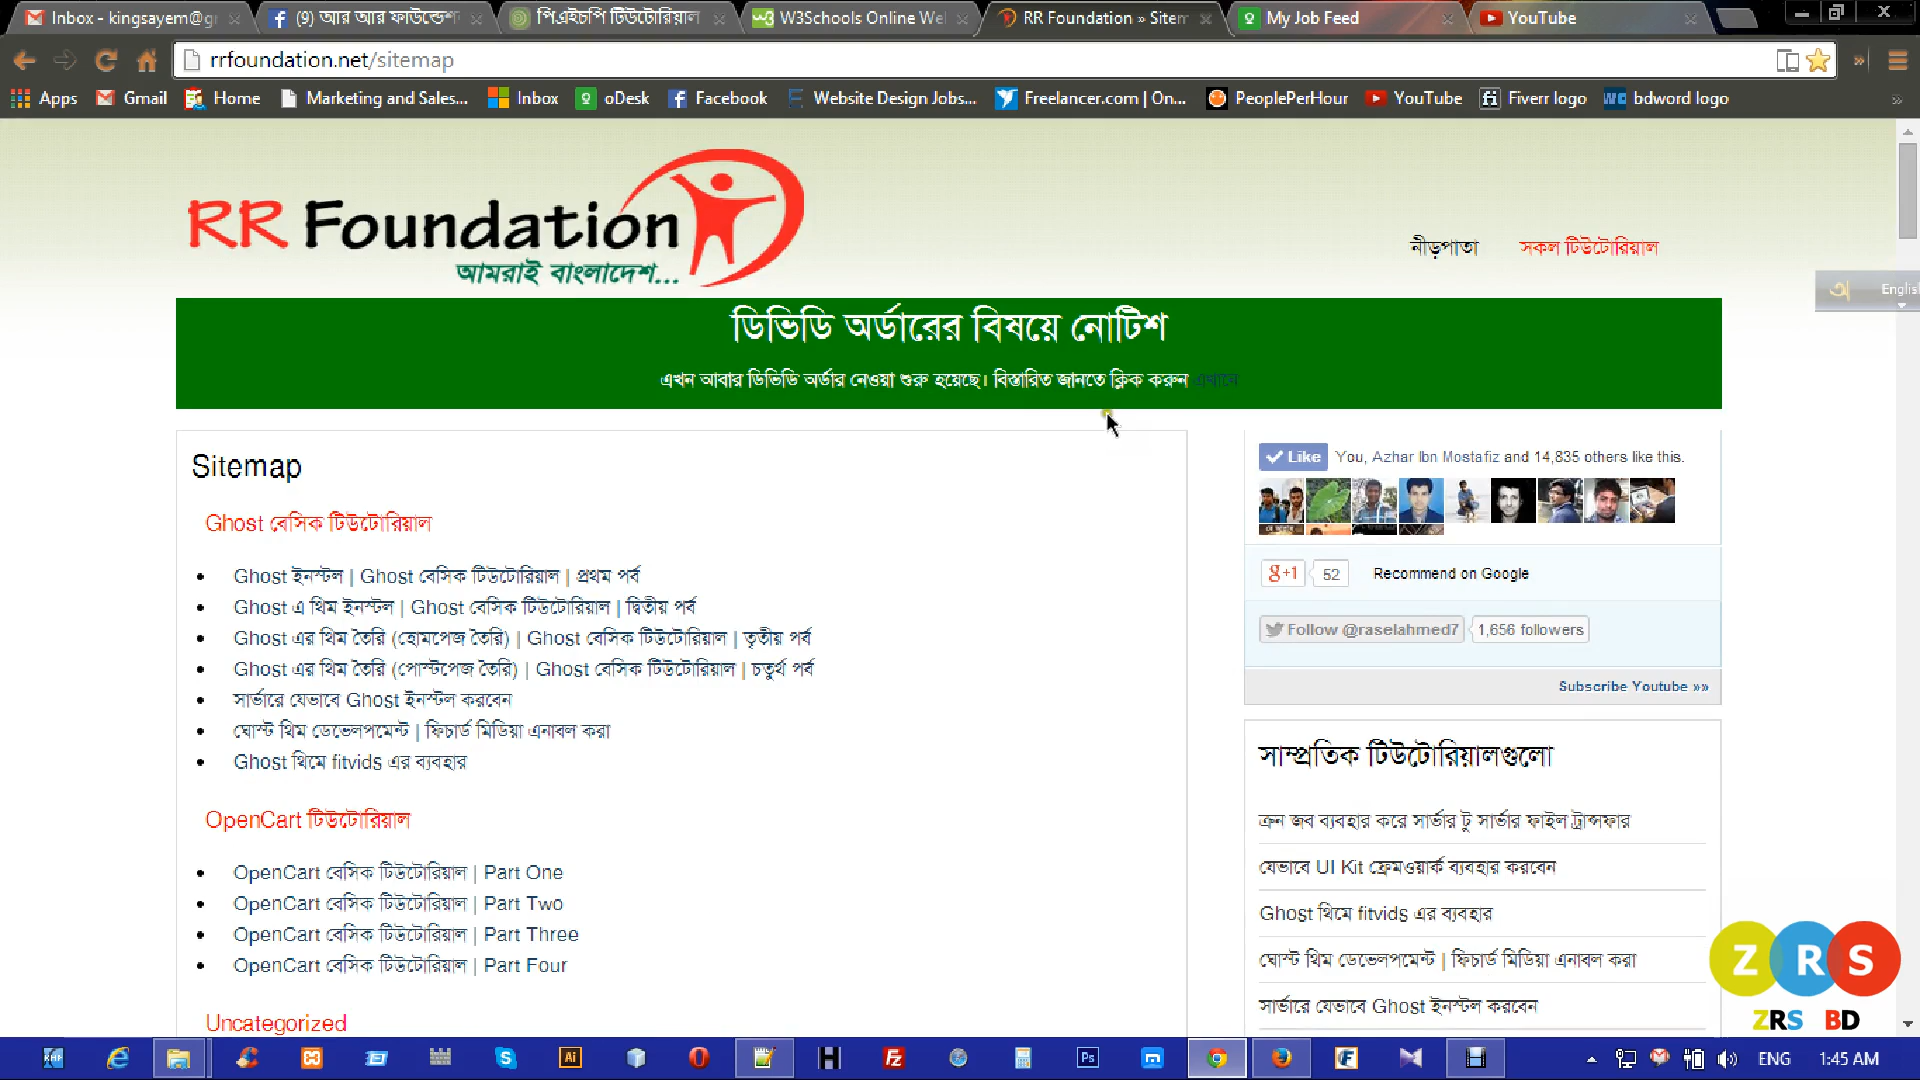 Inbox - kingsayem@gr
(9) আর আর ফাউন্ডেশ
পিএইচপি টিউটোরিয়াল
W3Schools Online Wel
RR Foundation » Sitem
My Job Feed
YouTube
rrfoundation.net/sitemap
Apps
Gmail
Home
Marketing and Sales...
Inbox
oDesk
Facebook
Website Design Jobs...
Freelancer.com | On...
PeoplePerHour
YouTube
Fiverr logo
bdword logo
RR Foundation
আমরাই বাংলাদেশ...
নীড়পাতা
সকল টিউটোরিয়াল
অ Englis
ডিভিডি অর্ডারের বিষয়ে নোটিশ
এখন আবার ডিভিডি অর্ডার নেওয়া শুরু হয়েছে। বিস্তারিত জানতে ক্লিক করুন এখানে
Sitemap
Ghost বেসিক টিউটোরিয়াল
Ghost ইনস্টল | Ghost বেসিক টিউটোরিয়াল | প্রথম পর্ব
Ghost এ থিম ইনস্টল | Ghost বেসিক টিউটোরিয়াল | দ্বিতীয় পর্ব
Ghost এর থিম তৈরি (হোমপেজ তৈরি) | Ghost বেসিক টিউটোরিয়াল | তৃতীয় পর্ব
Ghost এর থিম তৈরি (পোস্টপেজ তৈরি) | Ghost বেসিক টিউটোরিয়াল | চতুর্থ পর্ব
সার্ভারে যেভাবে Ghost ইনস্টল করবেন
ঘোস্ট থিম ডেভেলপমেন্ট | ফিচার্ড মিডিয়া এনাবল করা
Ghost থিমে fitvids এর ব্যবহার
OpenCart টিউটোরিয়াল
OpenCart বেসিক টিউটোরিয়াল | Part One
OpenCart বেসিক টিউটোরিয়াল | Part Two
OpenCart বেসিক টিউটোরিয়াল | Part Three
OpenCart বেসিক টিউটোরিয়াল | Part Four
Uncategorized
Like
You, Azhar Ibn Mostafiz and 14,835 others like this.
g+1 52 Recommend on Google
Follow @raselahmed7 1,656 followers
Subscribe Youtube »»
সাম্প্রতিক টিউটোরিয়ালগুলো
ক্রন জব ব্যবহার করে সার্ভার টু সার্ভার ফাইল ট্রান্সফার
যেভাবে UI Kit ফ্রেমওয়ার্ক ব্যবহার করবেন
Ghost থিমে fitvids এর ব্যবহার
ঘোস্ট থিম ডেভেলপমেন্ট | ফিচার্ড মিডিয়া এনাবল করা
সার্ভারে যেভাবে Ghost ইনস্টল করবেন
Z R S
ZRS BD
ENG
1:45 AM